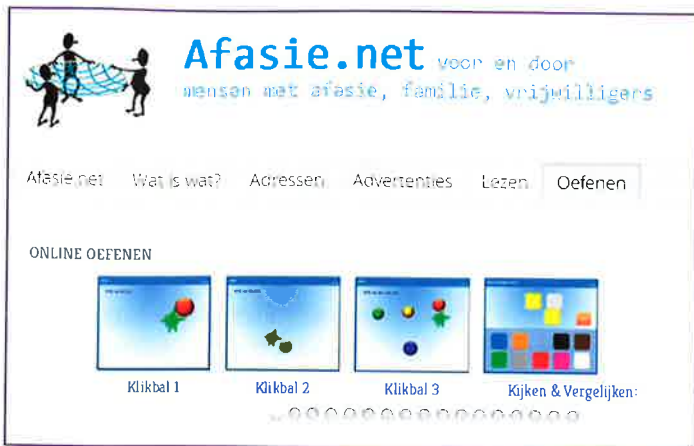 Afasie.net voor en door
mensen met afasie, familie, vrijwilligers
Afasie.net Wat is wat? Adressen Advertenties Lezen Oefenen
ONLINE OEFENEN
Klikbal 1 Klikbal 2 Klikbal 3 Kijken & Vergelijken: